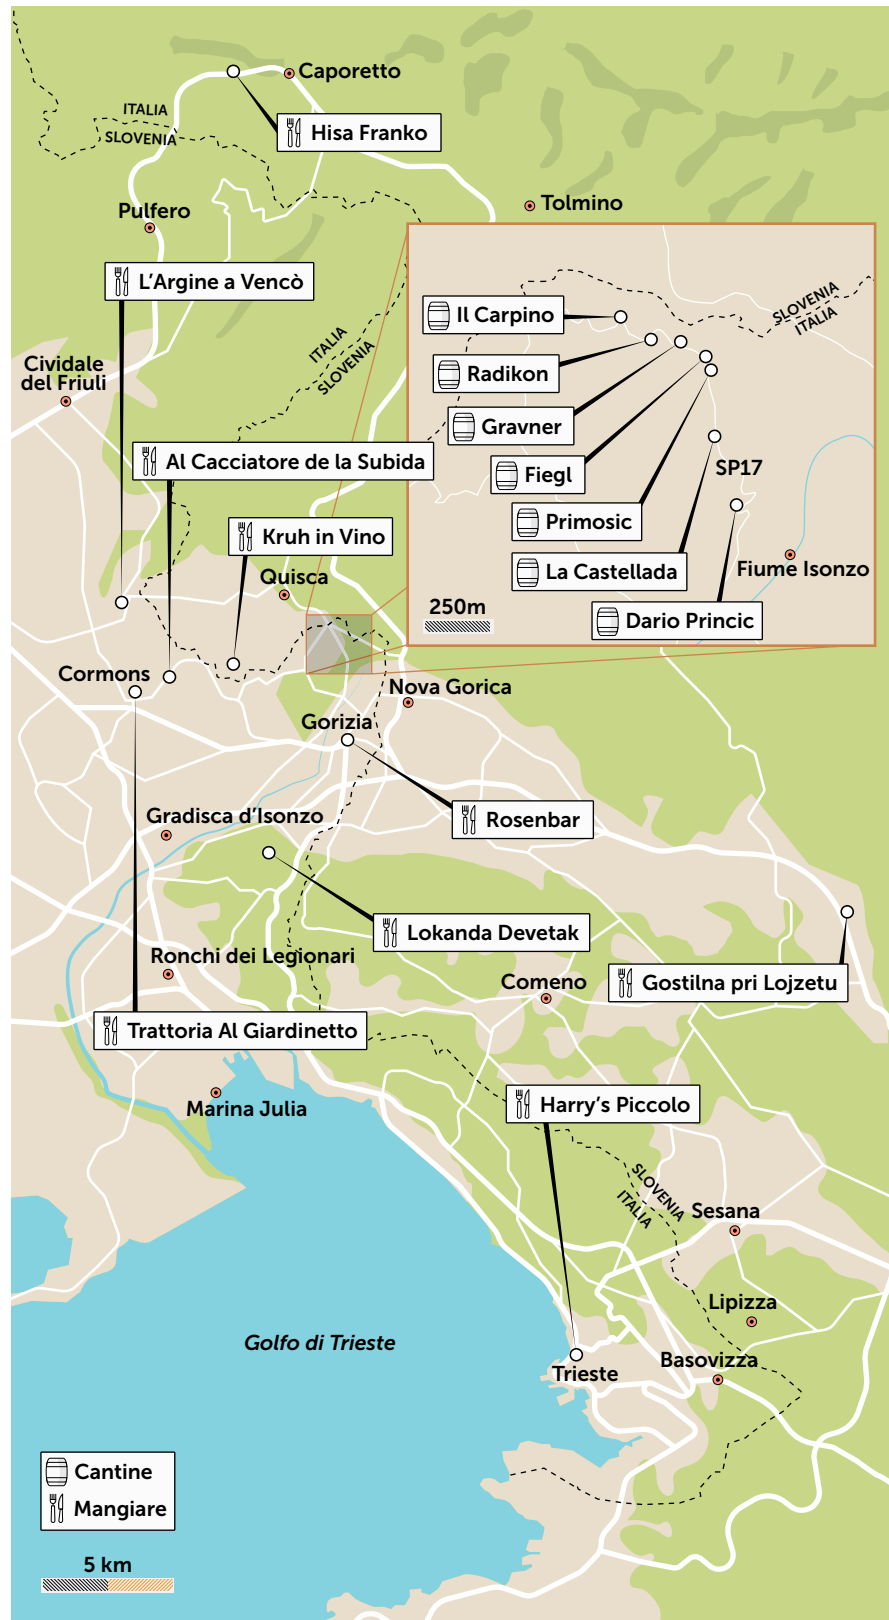 Caporetto
ITALIA
SLOVENIA
Hisa Franko
Tolmino
Pulfero
L'Argine a Vencò
SLOVENIA
ITALIA
Il Carpino
ITALIA
SLOVENIA
Cividale
del Friuli
Radikon
Gravner
Al Cacciatore de la Subida
Fiegl
SP17
Primosic
Kruh in Vino
La Castellada
Fiume Isonzo
Quisca
250m
Dario Princic
Cormons
Nova Gorica
Gorizia
Gradisca d'Isonzo
Rosenbar
Lokanda Devetak
Ronchi dei Legionari
Comeno
Gostilna pri Lojzetu
Trattoria Al Giardinetto
Marina Julia
Harry's Piccolo
SLOVENIA
ITALIA
Sesana
Lipizza
Golfo di Trieste
Basovizza
Trieste
Cantine
Mangiare
5 km